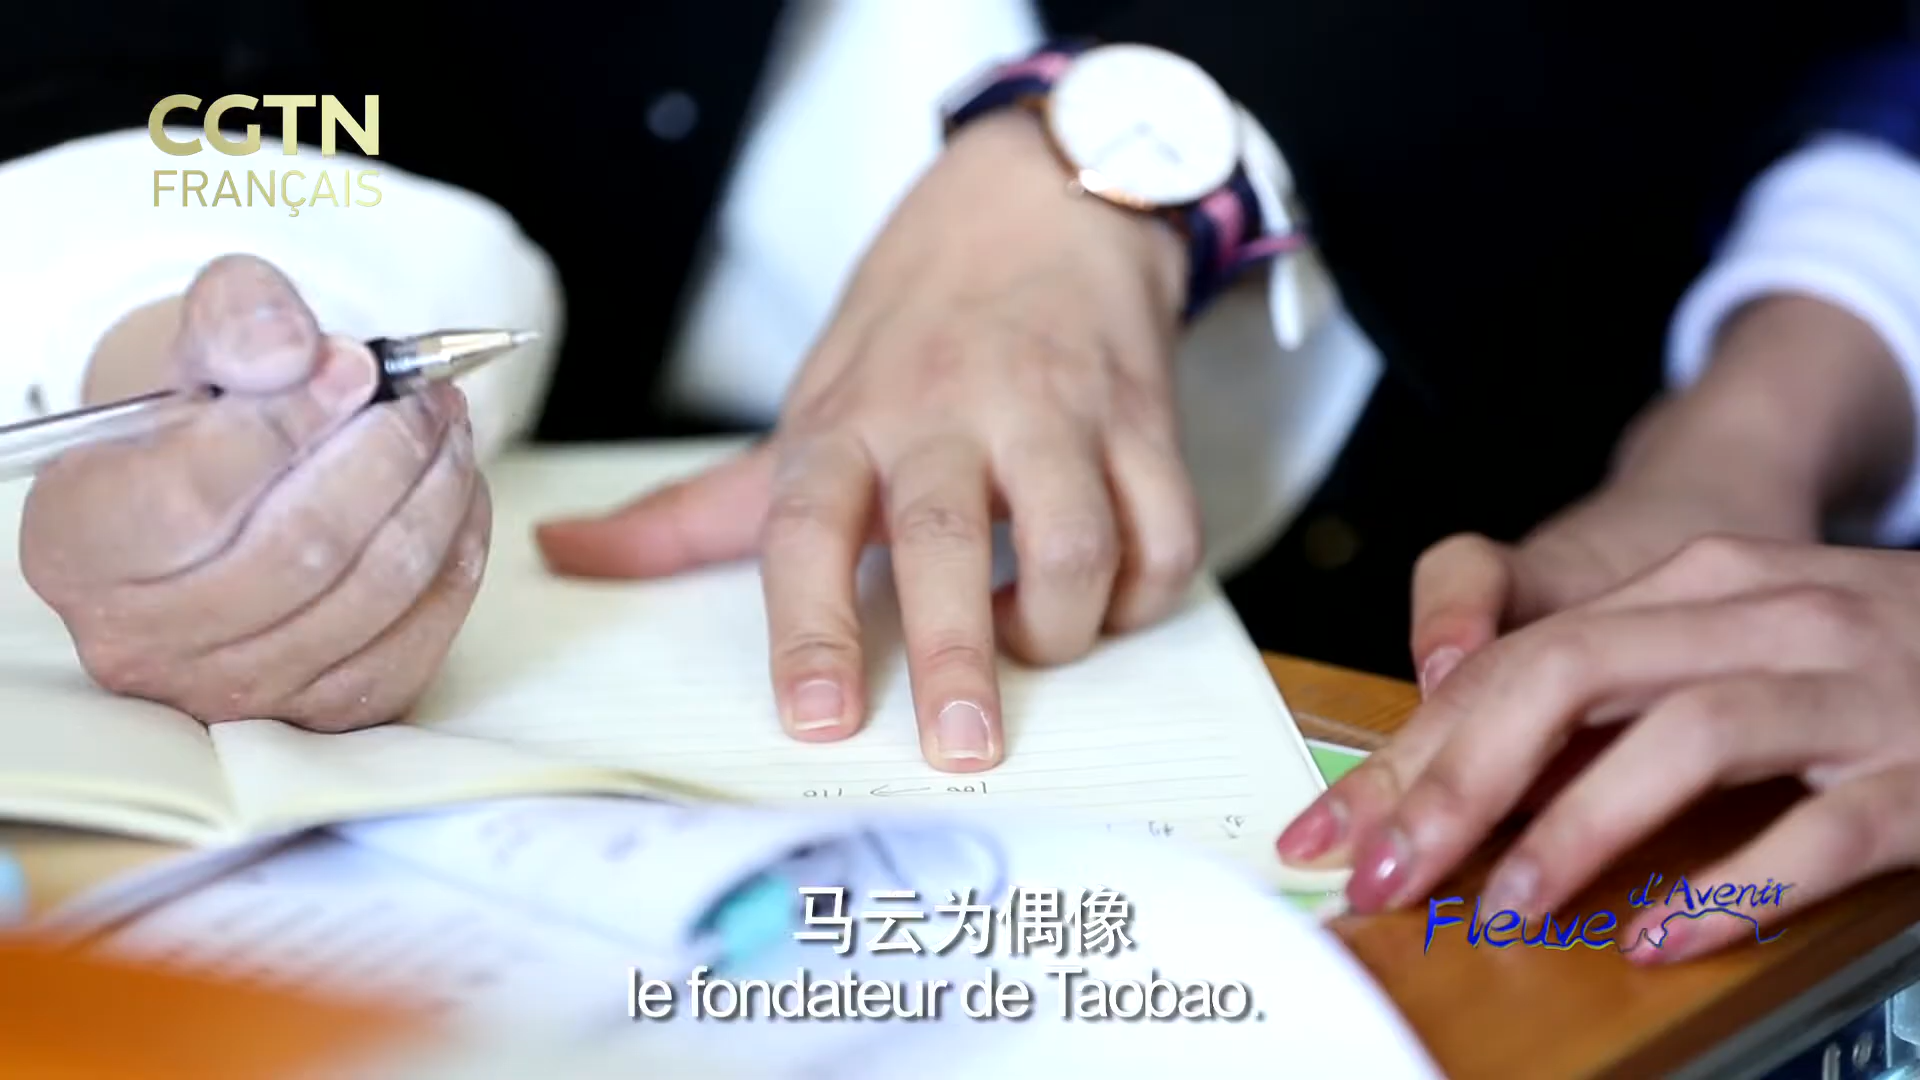 CGTN
FRANÇAIS
马云为偶像
le fondateur de Taobao.
Fleuve d'Avenir